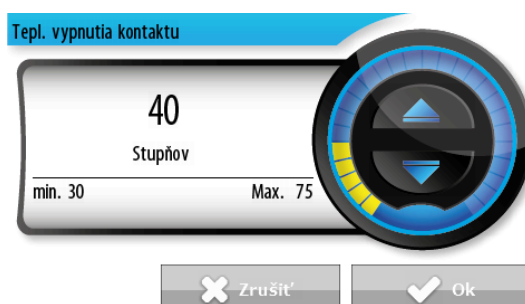 Tepl. vypnutia kontaktu
40
Stupňov
min. 30 Max. 75
Zrušiť Ok